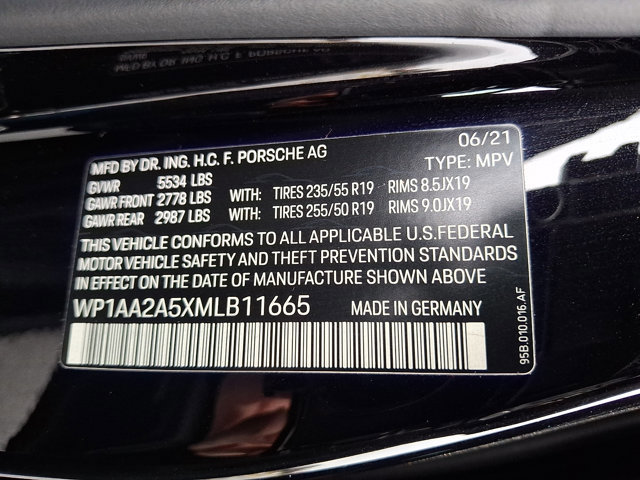 MFD BY DR. ING. H.C. F. PORSCHE AG 06/21
GVWR 5534 LBS TYPE: MPV
GAWR FRONT 2778 LBS WITH: TIRES 235/55 R19 RIMS 8.5JX19
GAWR REAR 2987 LBS WITH: TIRES 255/50 R19 RIMS 9.0JX19
THIS VEHICLE CONFORMS TO ALL APPLICABLE U.S.FEDERAL
MOTOR VEHICLE SAFETY AND THEFT PREVENTION STANDARDS
IN EFFECT ON THE DATE OF MANUFACTURE SHOWN ABOVE
WP1AA2A5XMLB11665 MADE IN GERMANY
95B.010.016.AF